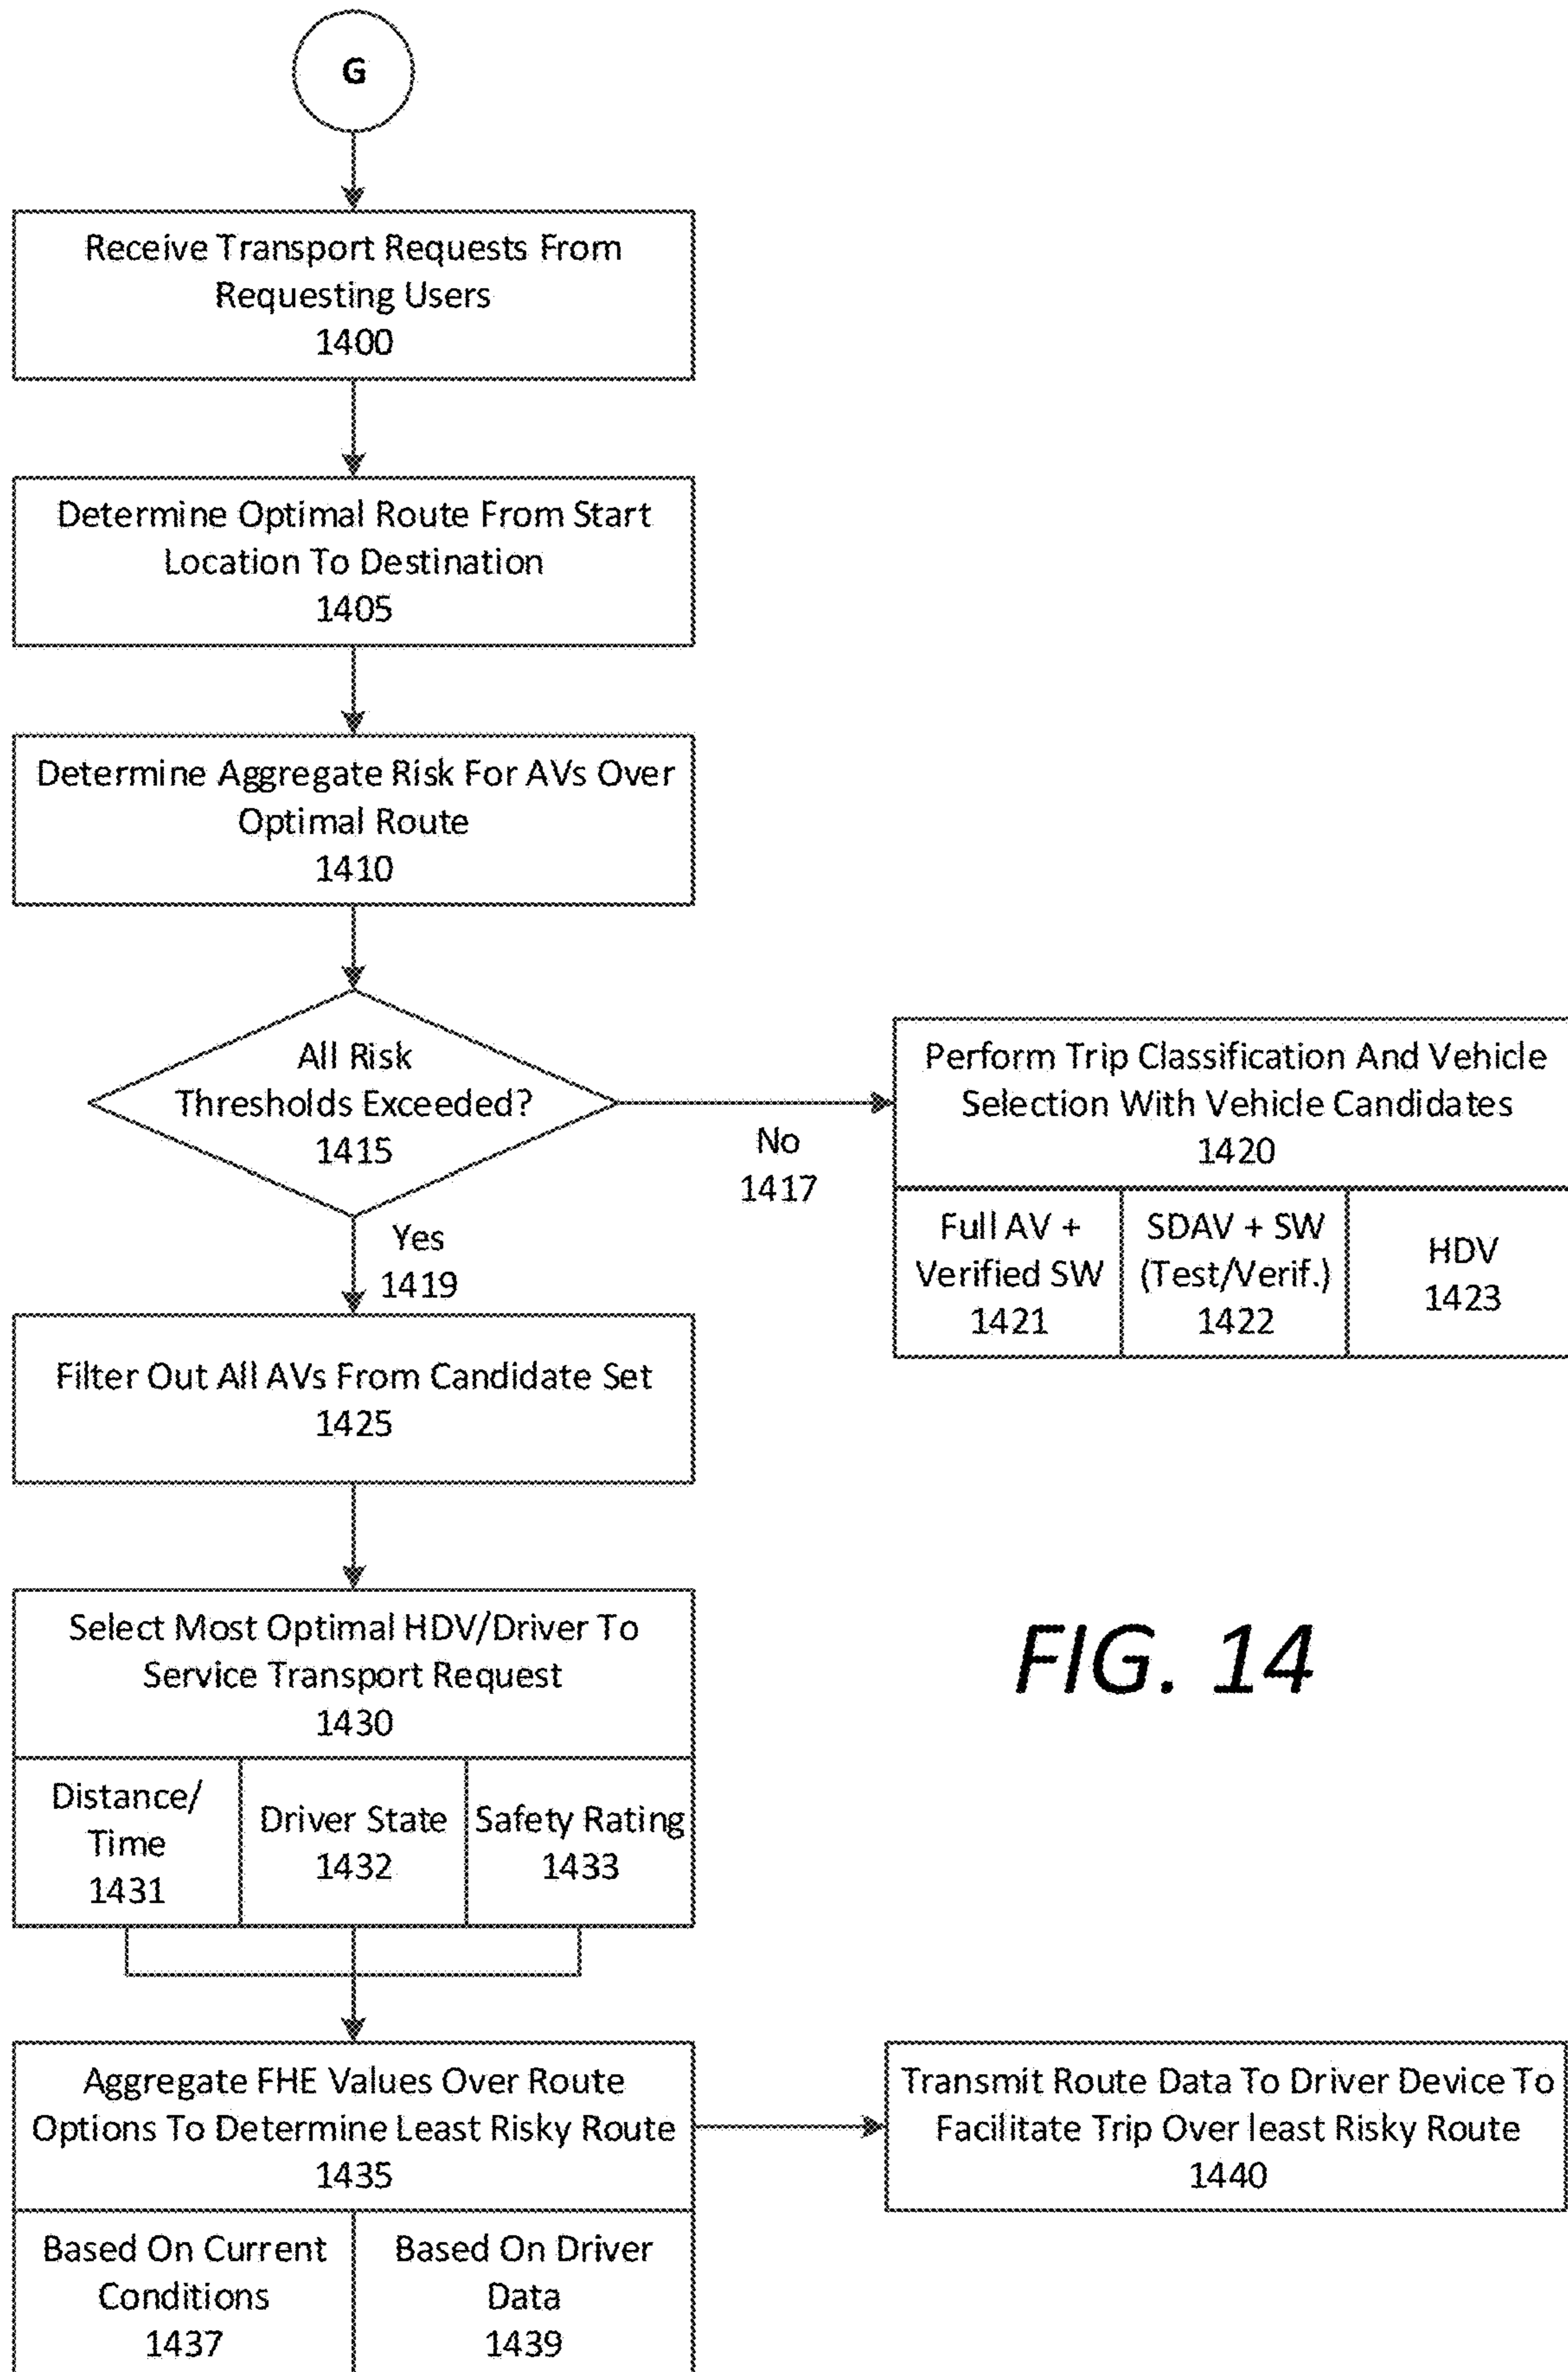 G
Receive Transport Requests From
Requesting Users
1400
Determine Optimal Route From Start
Location To Destination
1405
Determine Aggregate Risk For AVs Over
Optimal Route
1410
All Risk
Thresholds Exceeded?
1415
No
1417
Perform Trip Classification And Vehicle
Selection With Vehicle Candidates
1420
Full AV +
Verified SW
1421
SDAV + SW
(Test/Verif.)
1422
HDV
1423
Yes
1419
Filter Out All AVs From Candidate Set
1425
Select Most Optimal HDV/Driver To
Service Transport Request
1430
Distance/
Time
1431
Driver State
1432
Safety Rating
1433
FIG. 14
Aggregate FHE Values Over Route
Options To Determine Least Risky Route
1435
Based On Current
Conditions
1437
Based On Driver
Data
1439
Transmit Route Data To Driver Device To
Facilitate Trip Over least Risky Route
1440